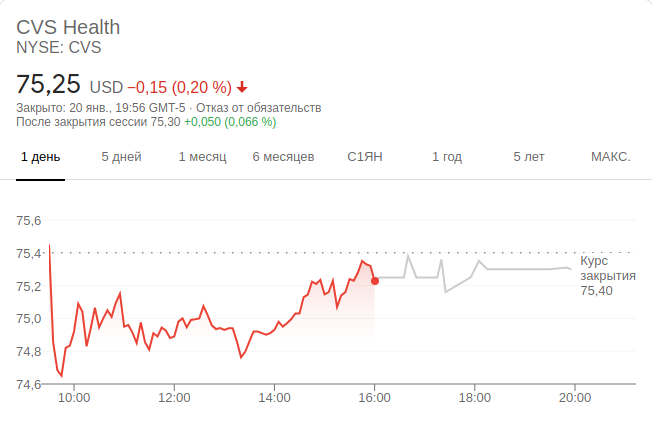 CVS Health
NYSE: CVS
75,25 USD −0,15 (0,20 %)
Закрыто: 20 янв., 19:56 GMT-5 · Отказ от обязательств
После закрытия сессии 75,30 +0,050 (0,066 %)
1 день 5 дней 1 месяц 6 месяцев С1ЯН 1 год 5 лет МАКС.
75,6
75,4
75,2
75,0
74,8
74,6
Курс
закрытия
75,40
10:00 12:00 14:00 16:00 18:00 20:00